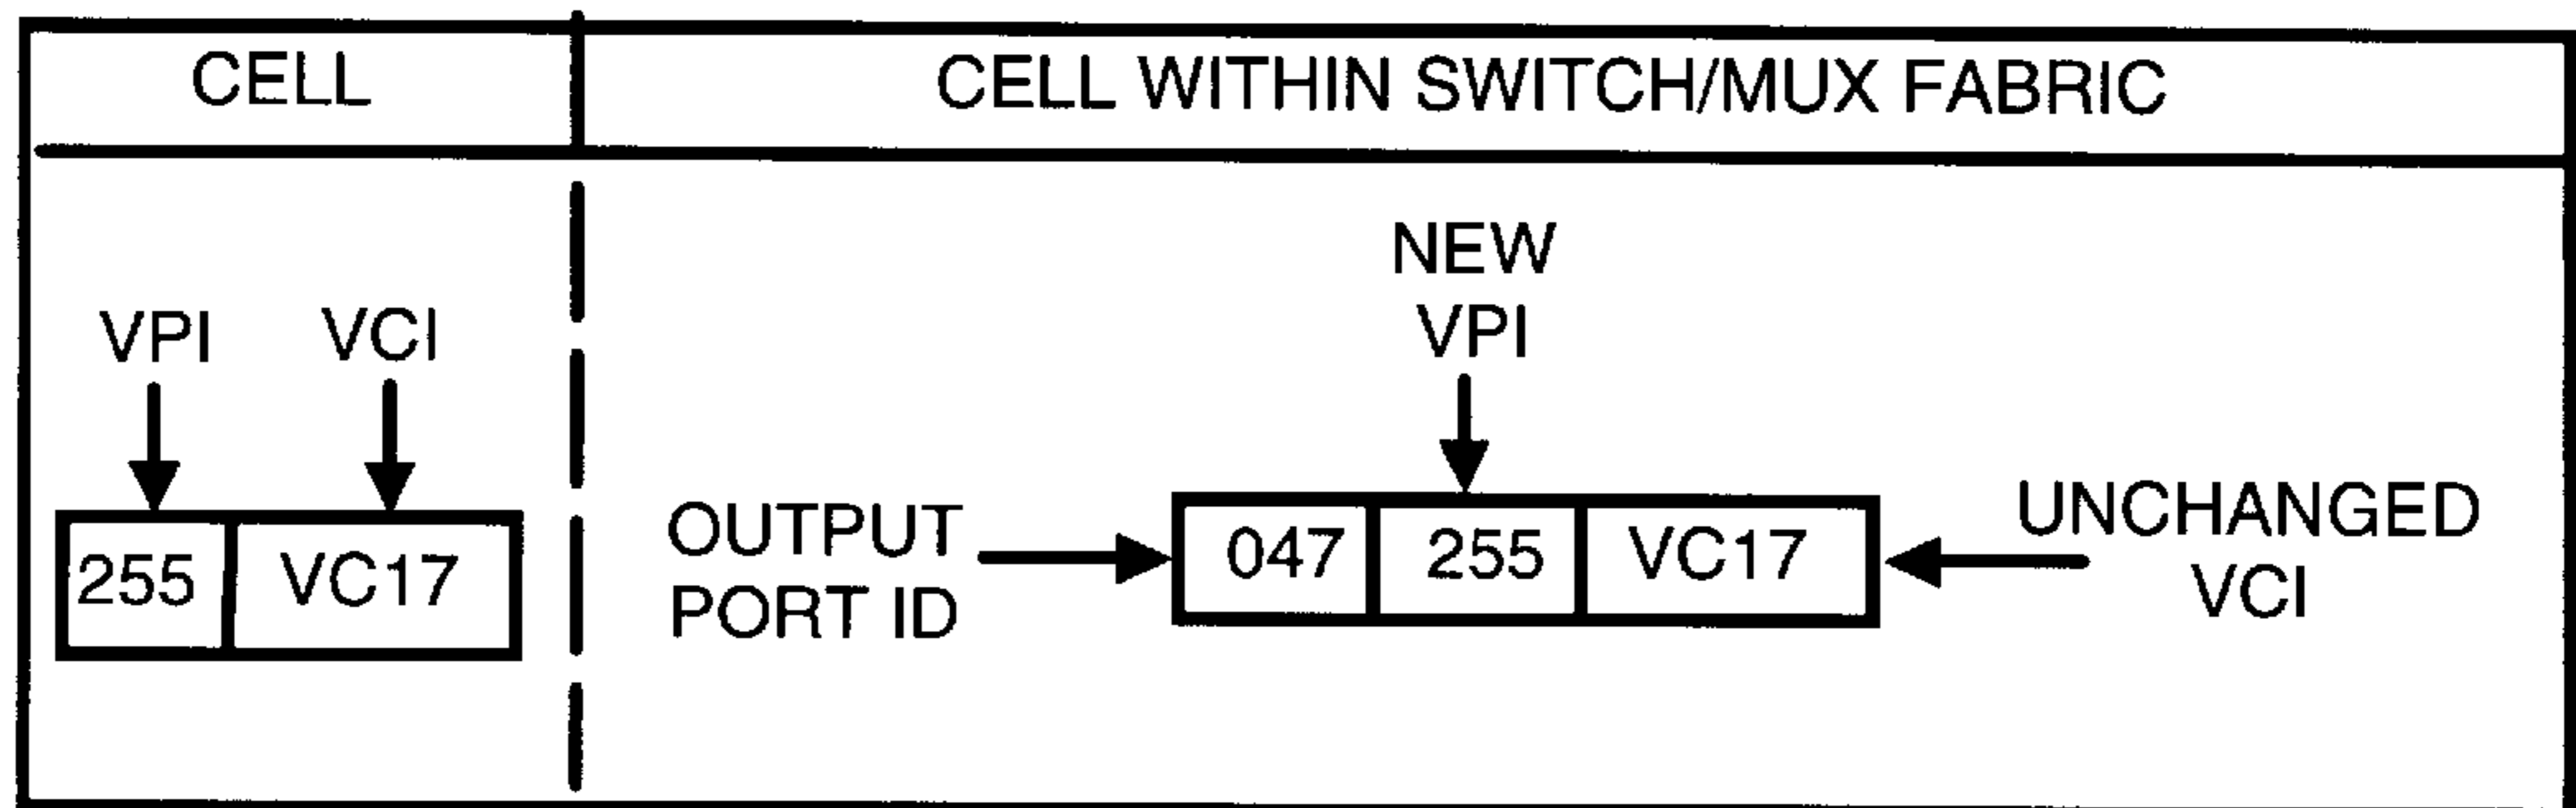 CELL
CELL WITHIN SWITCH/MUX FABRIC
VPI VCI
255 VC17
NEW
VPI
OUTPUT
PORT ID
047 255 VC17
UNCHANGED
VCI